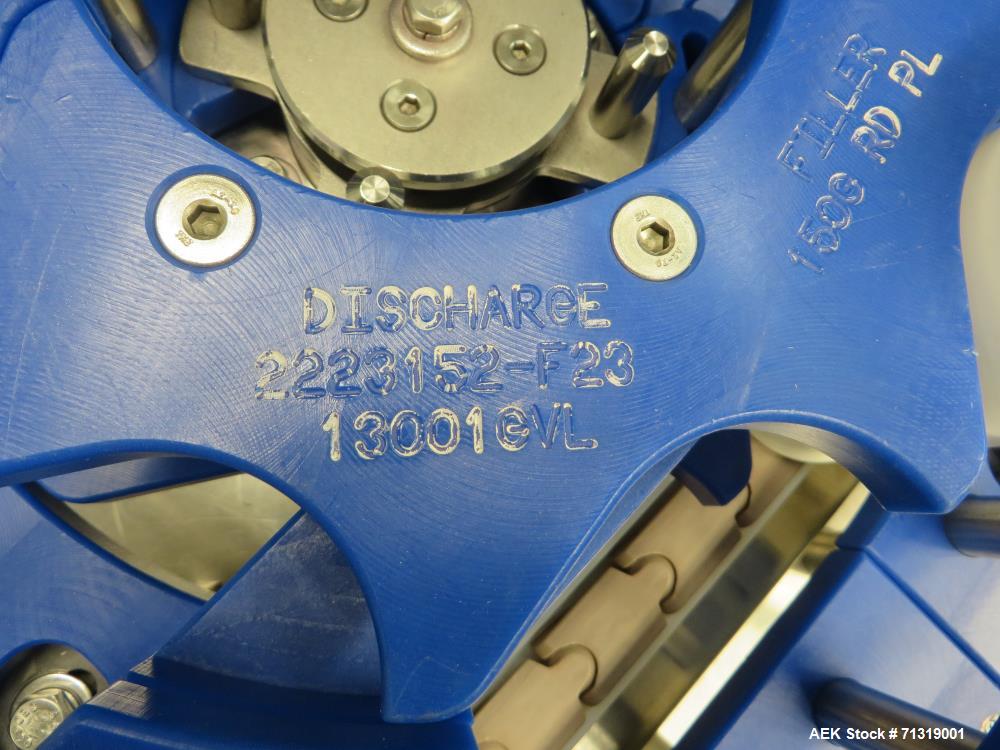 FILLER
150G RD PL
DISCHARGE
2223152-F23
13001GVL
AEK Stock #71319001